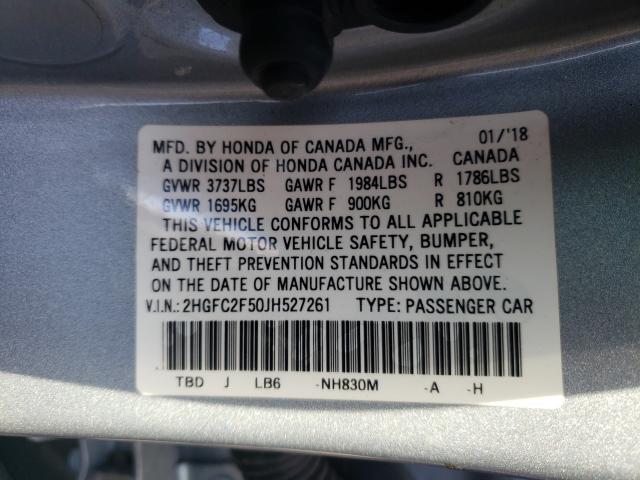 MFD. BY HONDA OF CANADA MFG., 01/'18
A DIVISION OF HONDA CANADA INC. CANADA
GVWR 3737LBS GAWR F 1984LBS R 1786LBS
GVWR 1695KG GAWR F 900KG R 810KG
THIS VEHICLE CONFORMS TO ALL APPLICABLE
FEDERAL MOTOR VEHICLE SAFETY, BUMPER,
AND THEFT PREVENTION STANDARDS IN EFFECT
ON THE DATE OF MANUFACTURE SHOWN ABOVE.
V.I.N.: 2HGFC2F50JH527261 TYPE: PASSENGER CAR
TBD J LB6 -NH830M -A -H